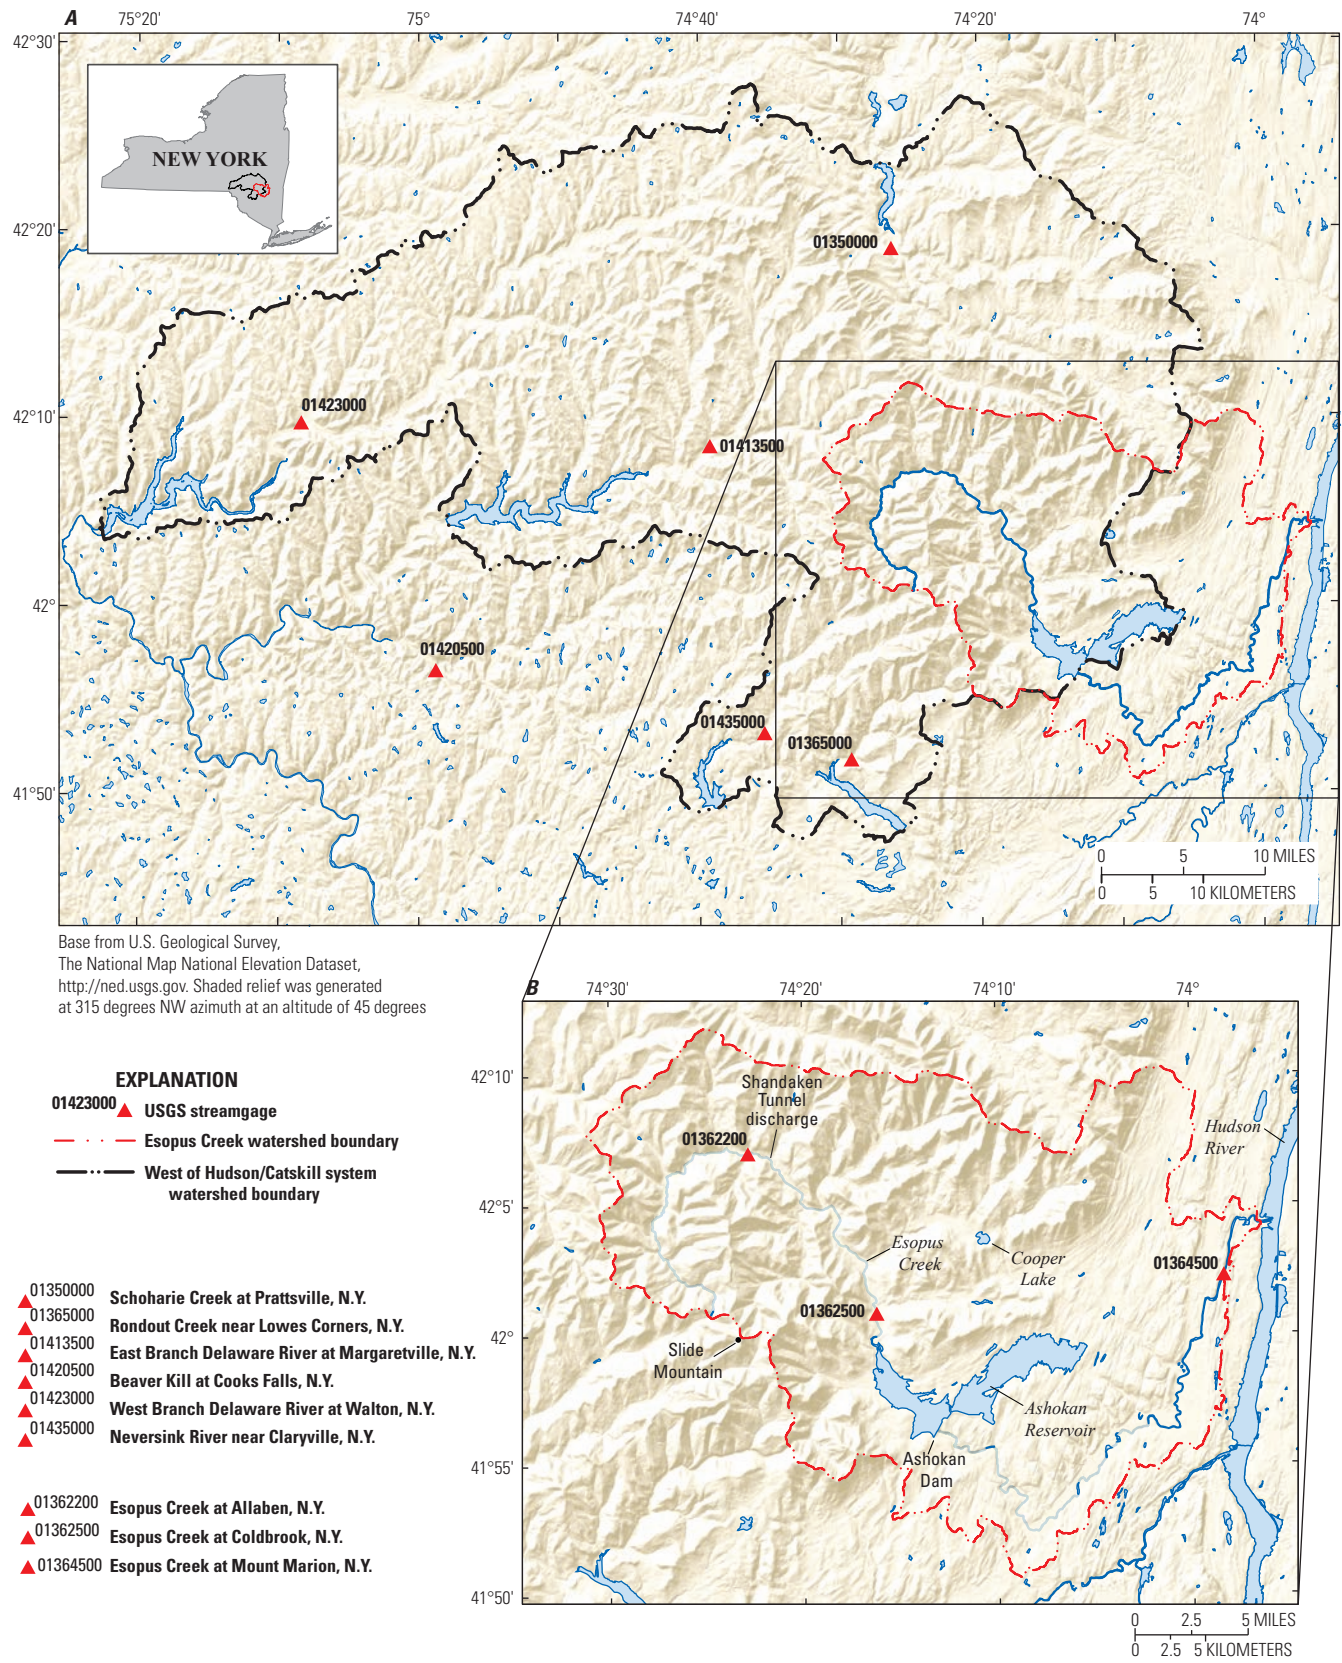 A
75°20'
75°
74°40'
74°20'
74°
42°30'
42°20'
42°10'
42°
41°50'
NEW YORK
01350000
01423000
01413500
01420500
01435000
01365000
0 5 10 MILES
0 5 10 KILOMETERS
Base from U.S. Geological Survey,
The National Map National Elevation Dataset,
http://ned.usgs.gov. Shaded relief was generated
at 315 degrees NW azimuth at an altitude of 45 degrees
EXPLANATION
01423000 USGS streamgage
Esopus Creek watershed boundary
West of Hudson/Catskill system
watershed boundary
01350000 Schoharie Creek at Prattsville, N.Y.
01365000 Rondout Creek near Lowes Corners, N.Y.
01413500 East Branch Delaware River at Margaretville, N.Y.
01420500 Beaver Kill at Cooks Falls, N.Y.
01423000 West Branch Delaware River at Walton, N.Y.
01435000 Neversink River near Claryville, N.Y.
01362200 Esopus Creek at Allaben, N.Y.
01362500 Esopus Creek at Coldbrook, N.Y.
01364500 Esopus Creek at Mount Marion, N.Y.
B
74°30'
74°20'
74°10'
74°
42°10'
42°5'
42°
41°55'
41°50'
Shandaken
Tunnel
discharge
01362200
Hudson
River
Esopus
Creek
Cooper
Lake
01364500
01362500
Slide
Mountain
Ashokan
Reservoir
Ashokan
Dam
0 2.5 5 MILES
0 2.5 5 KILOMETERS